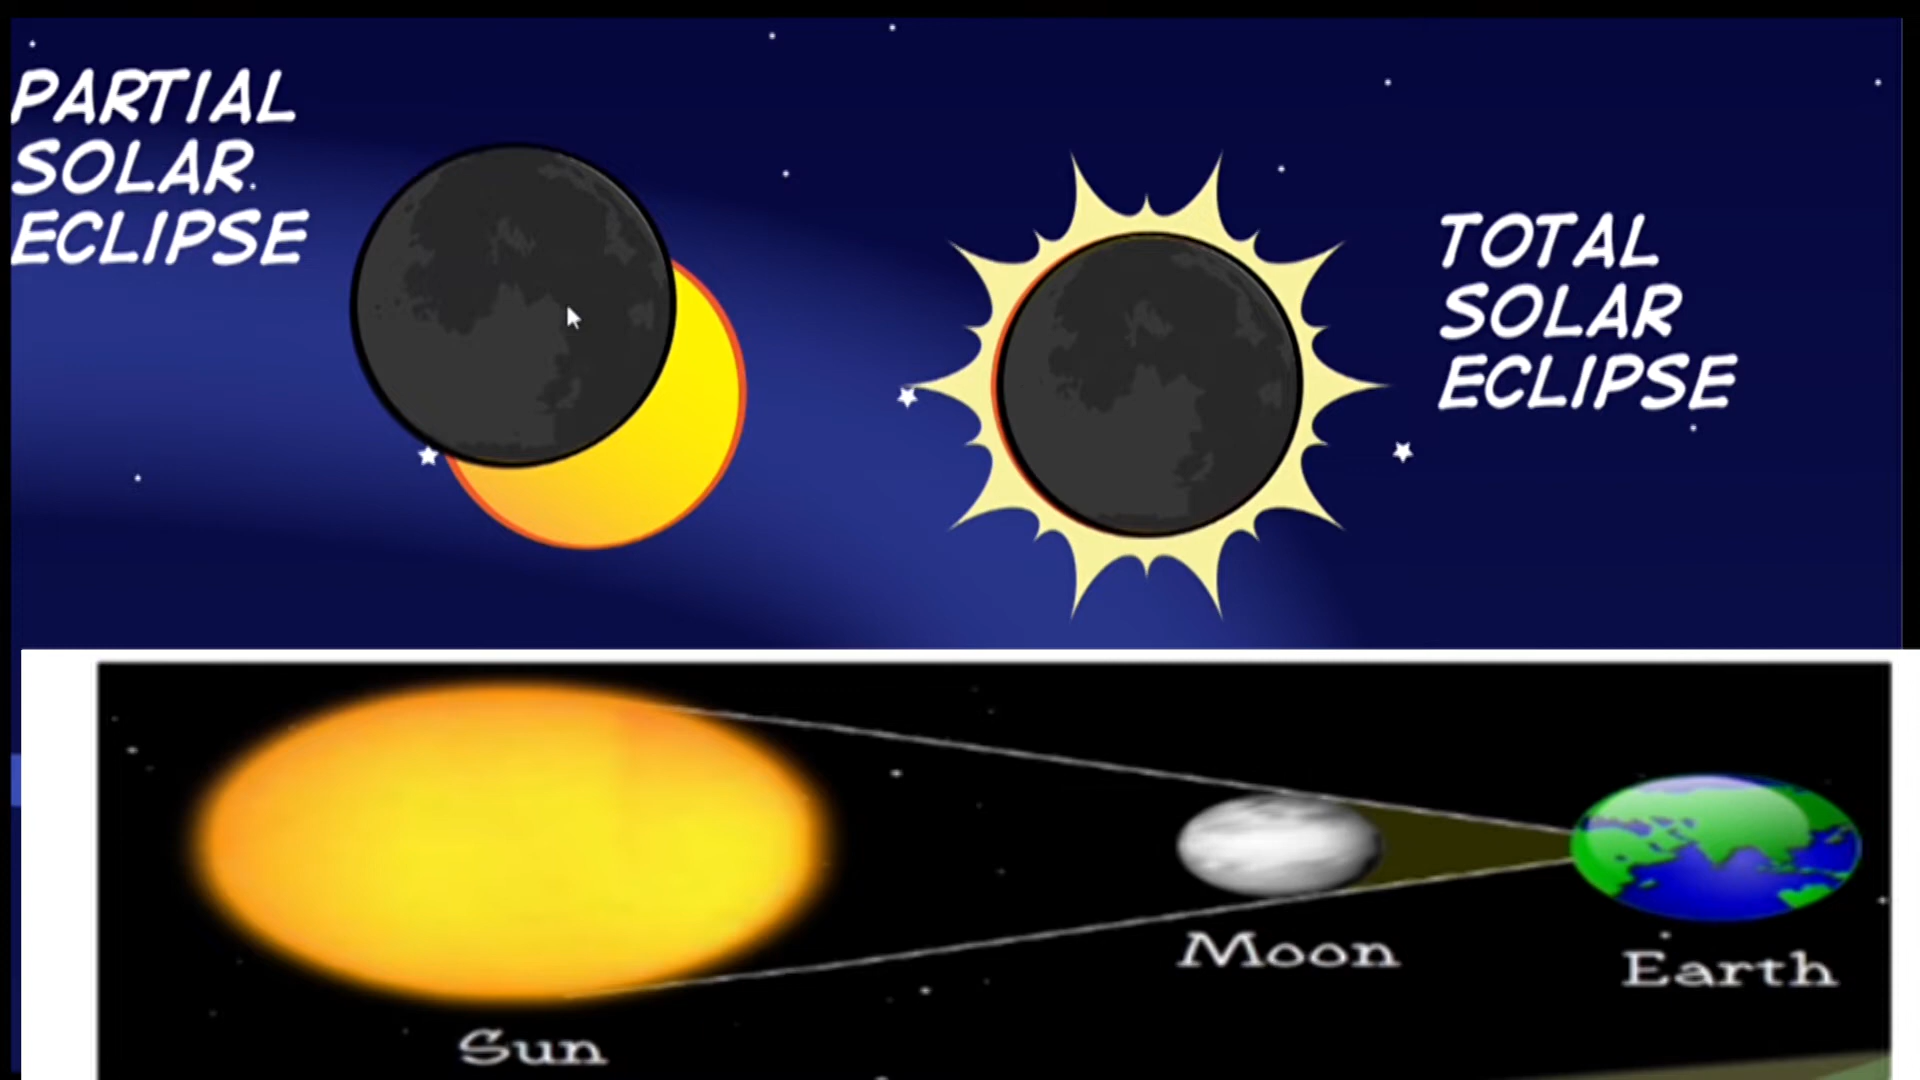 PARTIAL
SOLAR
ECLIPSE
TOTAL
SOLAR
ECLIPSE
Moon
Earth
Sun